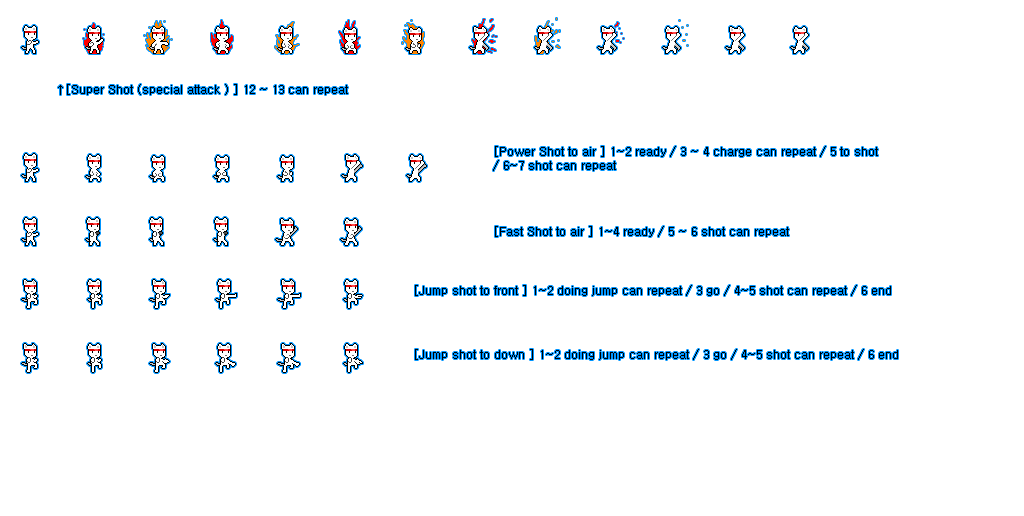 ↑[Super Shot (special attack ) ] 12 ~ 13 can repeat
[Power Shot to air ] 1~2 ready / 3 ~ 4 charge can repeat / 5 to shot
/ 6~7 shot can repeat
[Fast Shot to air ] 1~4 ready / 5 ~ 6 shot can repeat
[Jump shot to front ] 1~2 doing jump can repeat / 3 go / 4~5 shot can repeat / 6 end
[Jump shot to down ] 1~2 doing jump can repeat / 3 go / 4~5 shot can repeat / 6 end